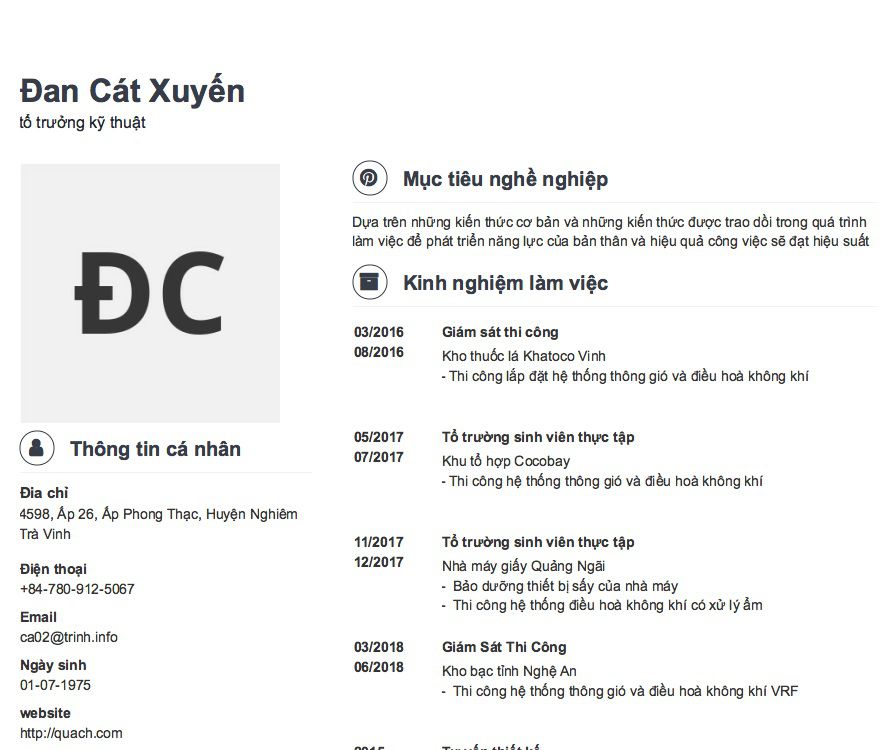 Đan Cát Xuyến
tổ trưởng kỹ thuật
ĐC
Thông tin cá nhân
Đia chỉ
4598, Ấp 26, Ấp Phong Thạc, Huyện Nghiêm
Trà Vinh
Điện thoại
+84-780-912-5067
Email
ca02@trinh.info
Ngày sinh
01-07-1975
website
http://quach.com
Mục tiêu nghề nghiệp
Dựa trên những kiến thức cơ bản và những kiến thức được trao dồi trong quá trình
làm việc để phát triển năng lực của bản thân và hiệu quả công việc sẽ đạt hiệu suất
Kinh nghiệm làm việc
03/2016
08/2016
Giám sát thi công
Kho thuốc lá Khatoco Vinh
- Thi công lắp đặt hệ thống thông gió và điều hoà không khí
05/2017
07/2017
Tổ trường sinh viên thực tập
Khu tổ hợp Cocobay
- Thi công hệ thống thông gió và điều hoà không khí
11/2017
12/2017
Tổ trường sinh viên thực tập
Nhà máy giấy Quảng Ngãi
- Bảo dưỡng thiết bị sấy của nhà máy
- Thi công hệ thống điều hoà không khí có xử lý ẩm
03/2018
06/2018
Giám Sát Thi Công
Kho bạc tỉnh Nghệ An
- Thi công hệ thống thông gió và điều hoà không khí VRF